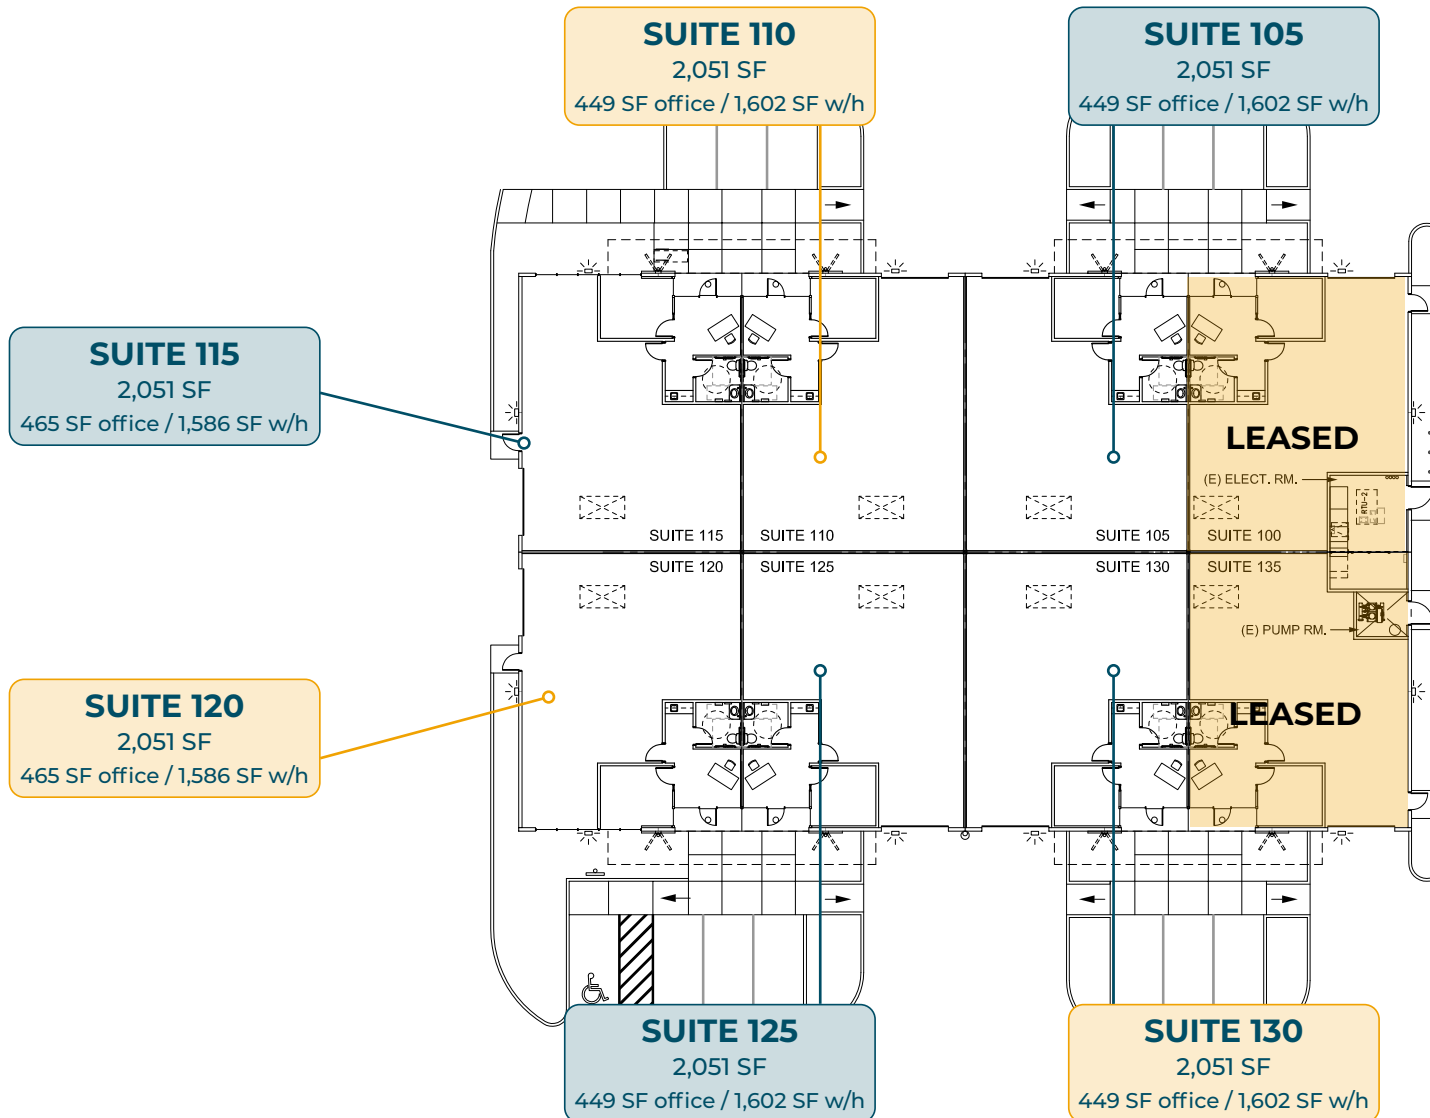 SUITE 110
2,051 SF
449 SF office / 1,602 SF w/h
SUITE 105
2,051 SF
449 SF office / 1,602 SF w/h
SUITE 115
2,051 SF
465 SF office / 1,586 SF w/h
LEASED
(E) ELECT. RM.
RTU-2
SUITE 115
SUITE 110
SUITE 105
SUITE 100
SUITE 120
SUITE 125
SUITE 130
SUITE 135
(E) PUMP RM.
SUITE 120
2,051 SF
465 SF office / 1,586 SF w/h
LEASED
SUITE 125
2,051 SF
449 SF office / 1,602 SF w/h
SUITE 130
2,051 SF
449 SF office / 1,602 SF w/h